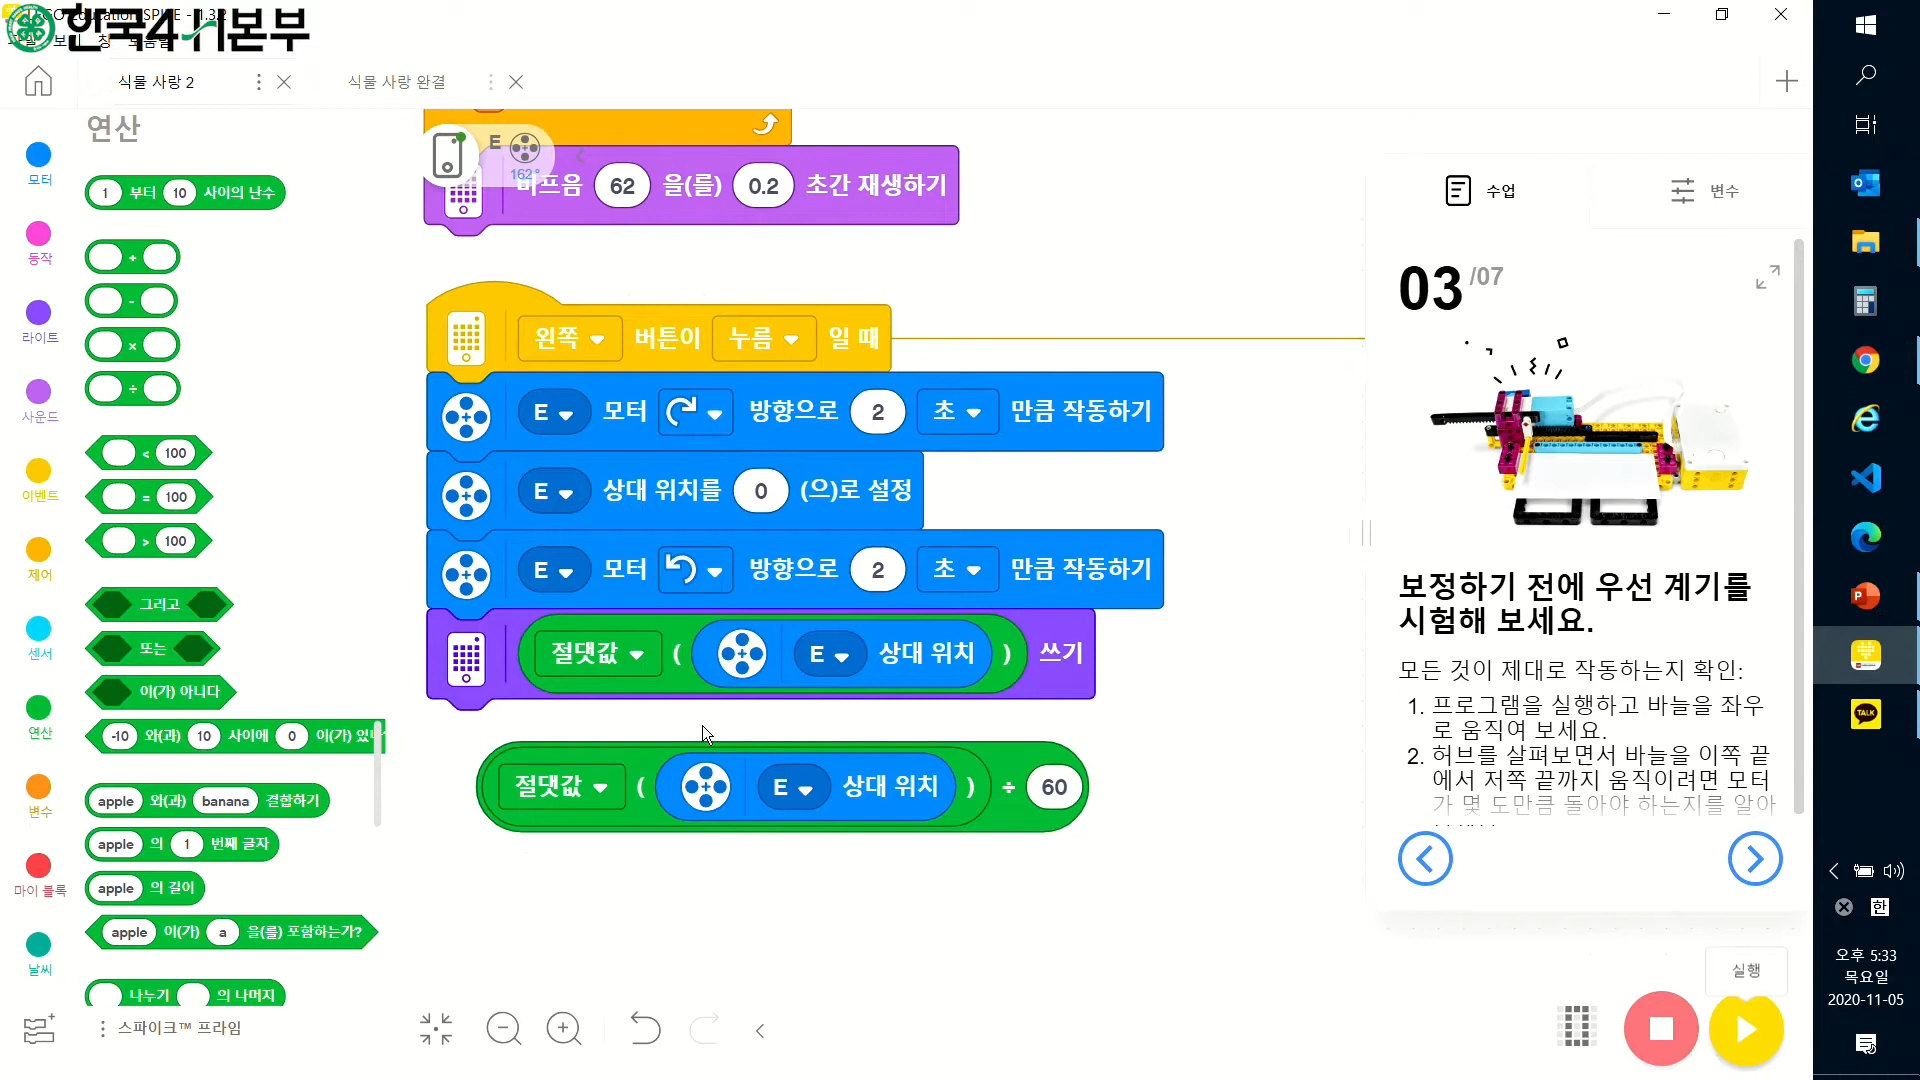 한국4-H본부
Education SPIKE - 1.3.2
창
식물 사랑 2
식물 사랑 완결
연산
모터
동작
라이트
사운드
이벤트
제어
센서
연산
변수
마이 블록
날씨
1 부터 10 사이의 난수
+
-
×
÷
< 100
= 100
> 100
그리고
또는
이(가) 아니다
-10 와(과) 10 사이에 0 이(가) 있
apple 와(과) banana 결합하기
apple 의 1 번째 글자
apple 의 길이
apple 이(가) a 을(를) 포함하는가?
나누기 의 나머지
스파이크™ 프라임
E
162°
비프음 62 을(를) 0.2 초간 재생하기
왼쪽 버튼이 누름 일 때
E 모터 방향으로 2 초 만큼 작동하기
E 상대 위치를 0 (으)로 설정
E 모터 방향으로 2 초 만큼 작동하기
절댓값 ( E 상대 위치 ) 쓰기
절댓값 ( E 상대 위치 ) ÷ 60
수업
변수
03 /07
보정하기 전에 우선 계기를
시험해 보세요.
모든 것이 제대로 작동하는지 확인:
1. 프로그램을 실행하고 바늘을 좌우
로 움직여 보세요.
2. 허브를 살펴보면서 바늘을 이쪽 끝
에서 저쪽 끝까지 움직이려면 모터
가 몇 도만큼 돌아야 하는지를 알아
실행
TALK
한
오후 5:33
목요일
2020-11-05